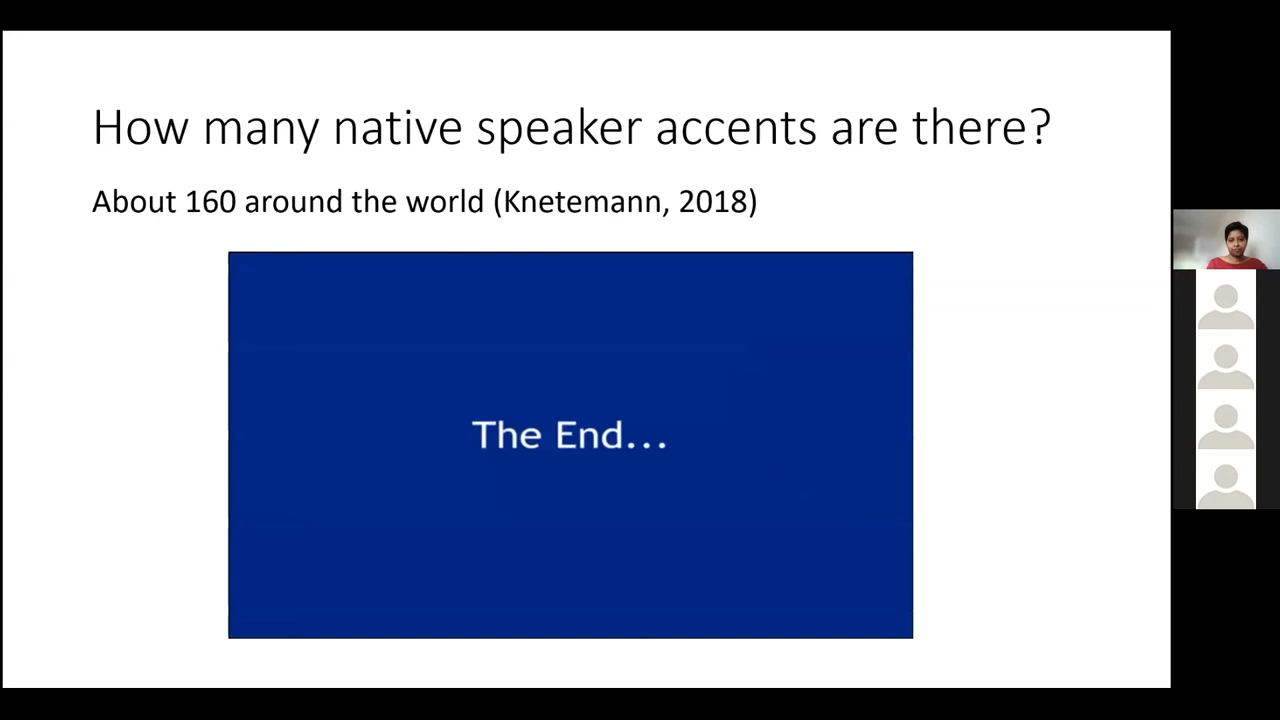 How many native speaker accents are there?
About 160 around the world (Knetemann, 2018)
The End...